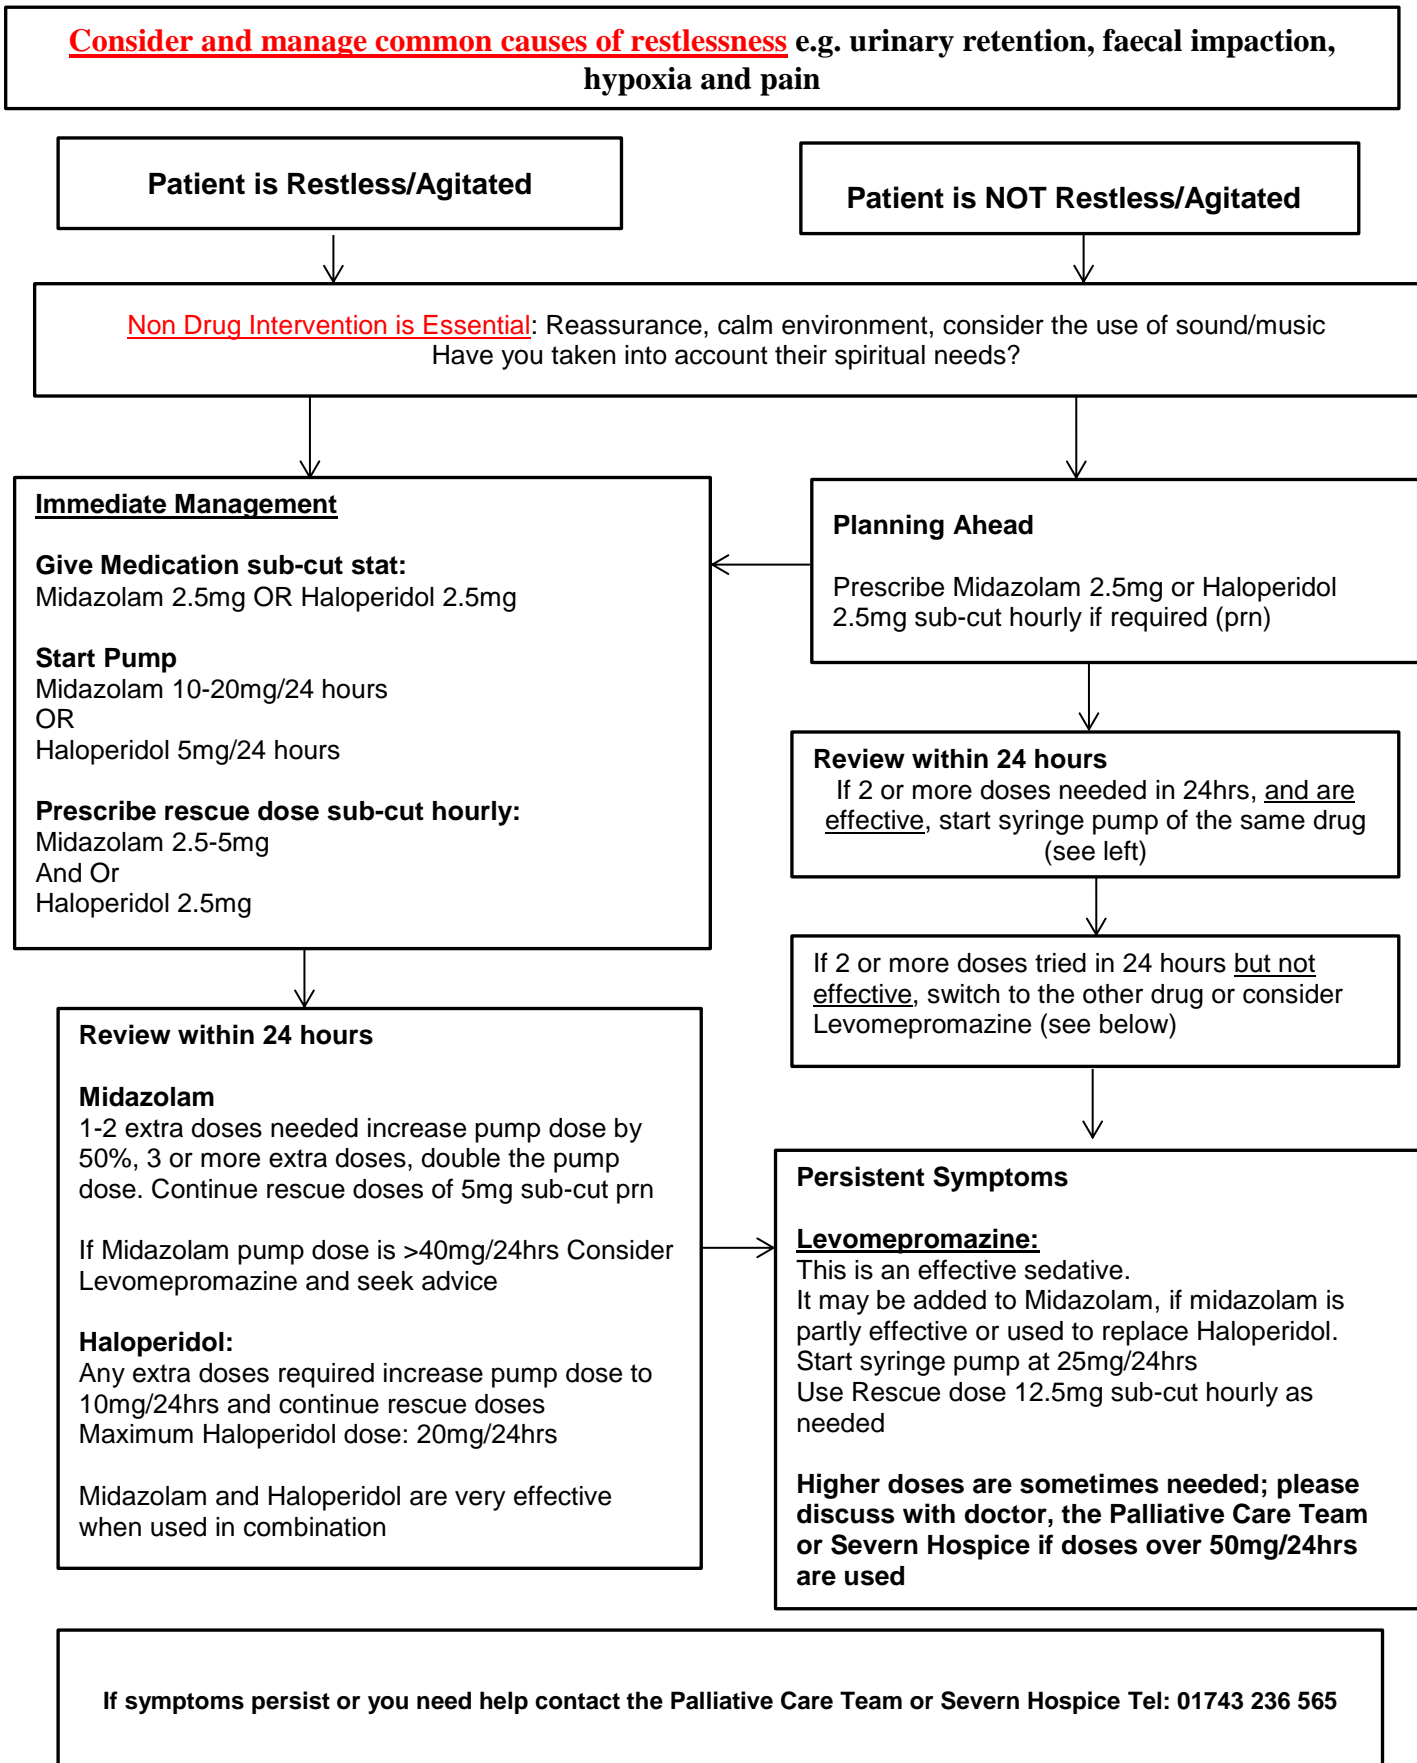 Consider and manage common causes of restlessness e.g. urinary retention, faecal impaction,
hypoxia and pain
Patient is Restless/Agitated
Patient is NOT Restless/Agitated
Non Drug Intervention is Essential: Reassurance, calm environment, consider the use of sound/music
Have you taken into account their spiritual needs?
Immediate Management
Give Medication sub-cut stat:
Midazolam 2.5mg OR Haloperidol 2.5mg
Start Pump
Midazolam 10-20mg/24 hours
OR
Haloperidol 5mg/24 hours
Prescribe rescue dose sub-cut hourly:
Midazolam 2.5-5mg
And Or
Haloperidol 2.5mg
Planning Ahead
Prescribe Midazolam 2.5mg or Haloperidol
2.5mg sub-cut hourly if required (prn)
Review within 24 hours
If 2 or more doses needed in 24hrs, and are
effective, start syringe pump of the same drug
(see left)
If 2 or more doses tried in 24 hours but not
effective, switch to the other drug or consider
Levomepromazine (see below)
Review within 24 hours
Midazolam
1-2 extra doses needed increase pump dose by
50%, 3 or more extra doses, double the pump
dose. Continue rescue doses of 5mg sub-cut prn
If Midazolam pump dose is >40mg/24hrs Consider
Levomepromazine and seek advice
Haloperidol:
Any extra doses required increase pump dose to
10mg/24hrs and continue rescue doses
Maximum Haloperidol dose: 20mg/24hrs
Midazolam and Haloperidol are very effective
when used in combination
Persistent Symptoms
Levomepromazine:
This is an effective sedative.
It may be added to Midazolam, if midazolam is
partly effective or used to replace Haloperidol.
Start syringe pump at 25mg/24hrs
Use Rescue dose 12.5mg sub-cut hourly as
needed
Higher doses are sometimes needed; please
discuss with doctor, the Palliative Care Team
or Severn Hospice if doses over 50mg/24hrs
are used
If symptoms persist or you need help contact the Palliative Care Team or Severn Hospice Tel: 01743 236 565